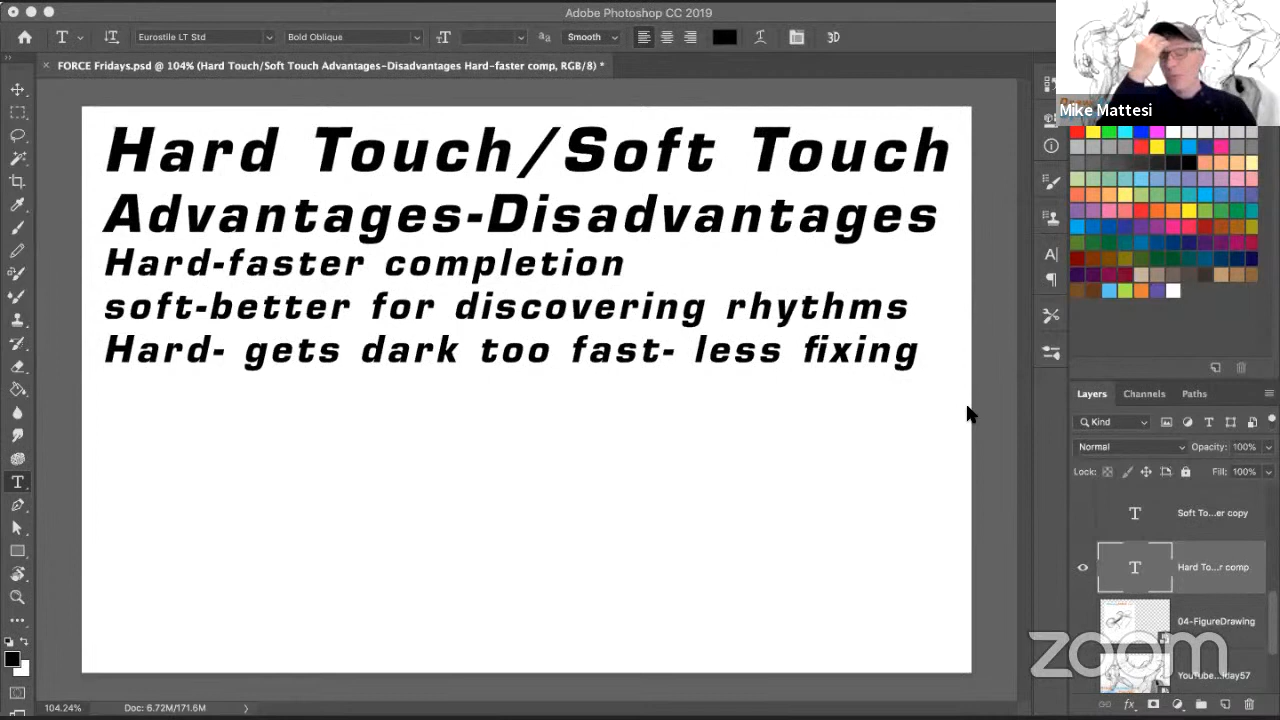 Adobe Photoshop CC 2019
Eurostile LT Std
Bold Oblique
Smooth
3D
FORCE Fridays.psd @ 104% (Hard Touch/Soft Touch Advantages-Disadvantages Hard-faster comp, RGB/8) *
Mike Mattesi
Hard Touch/Soft Touch
Advantages-Disadvantages
Hard-faster completion
soft-better for discovering rhythms
Hard- gets dark too fast- less fixing
Layers Channels Paths
Kind
Normal Opacity: 100%
Lock: Fill: 100%
Soft To...er copy
Hard To...r comp
04-FigureDrawing
YouTube...iday57
zoom
104.24% Doc: 6.72M/171.6M